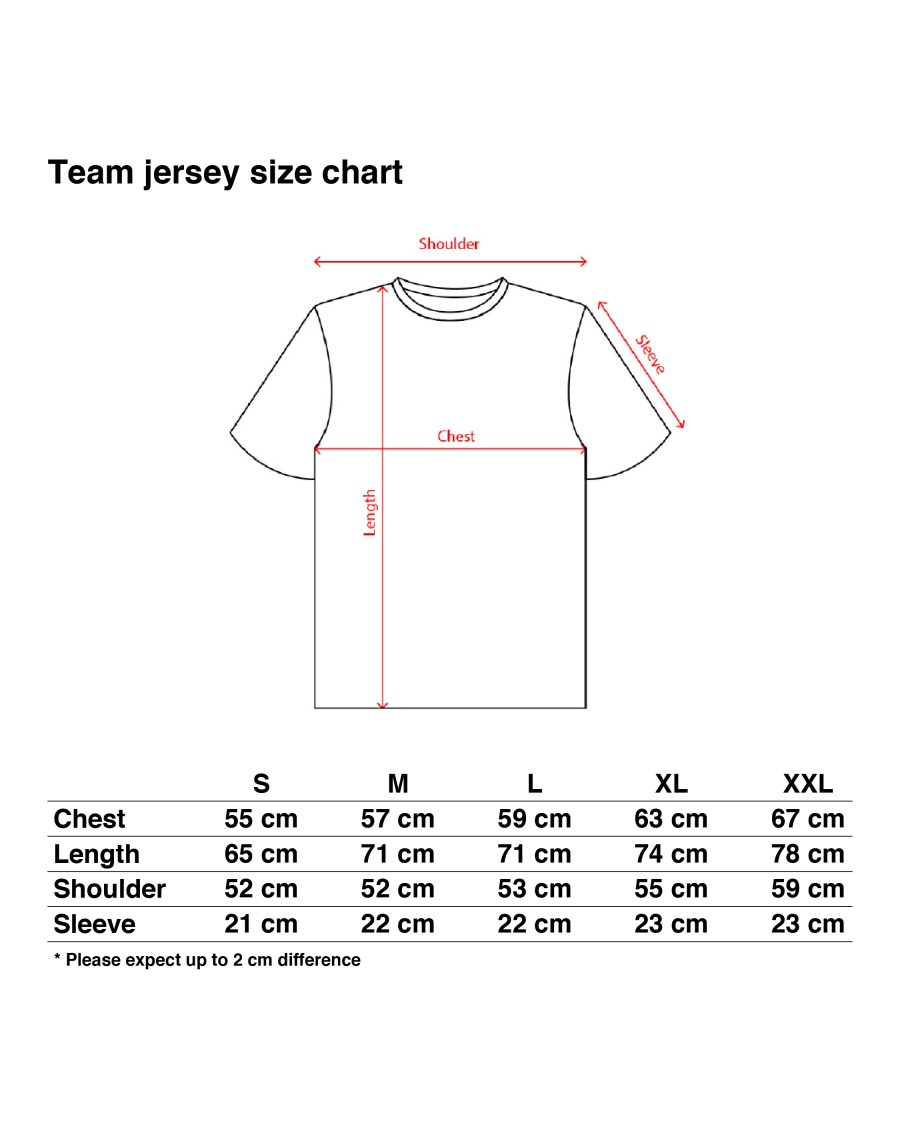 Team jersey size chart
Shoulder
Sleeve
Chest
Length
S M L XL XXL
Chest 55 cm 57 cm 59 cm 63 cm 67 cm
Length 65 cm 71 cm 71 cm 74 cm 78 cm
Shoulder 52 cm 52 cm 53 cm 55 cm 59 cm
Sleeve 21 cm 22 cm 22 cm 23 cm 23 cm
* Please expect up to 2 cm difference